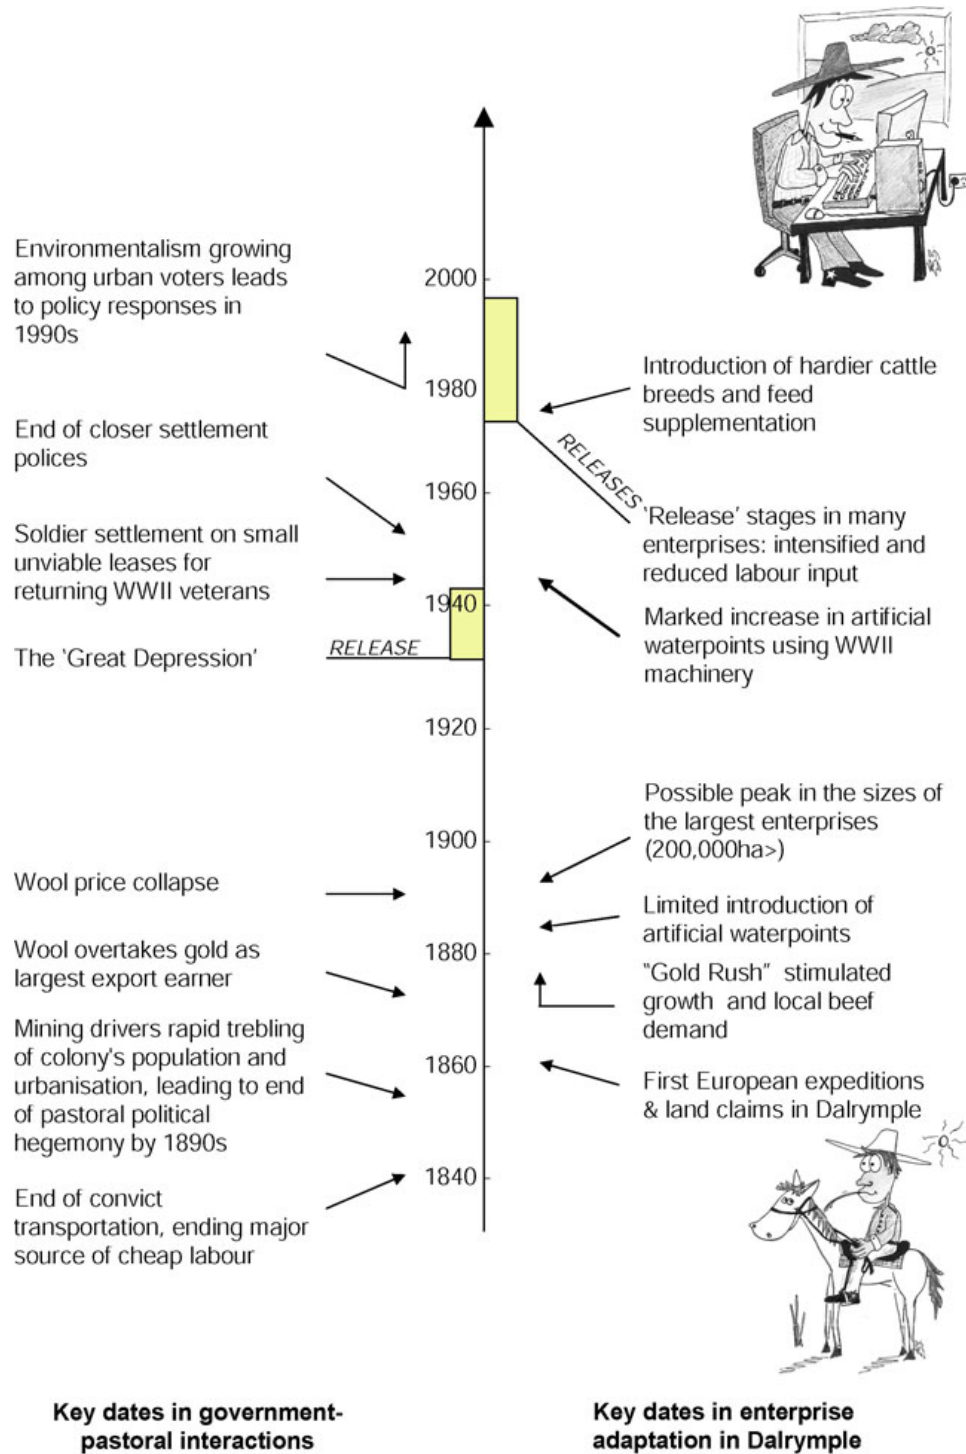 Environmentalism growing
among urban voters leads
to policy responses in
1990s
End of closer settlement
polices
Soldier settlement on small
unviable leases for
returning WWII veterans
The ‘Great Depression’
Wool price collapse
Wool overtakes gold as
largest export earner
Mining drivers rapid trebling
of colony's population and
urbanisation, leading to end
of pastoral political
hegemony by 1890s
End of convict
transportation, ending major
source of cheap labour
RELEASE
2000
1980
1960
1940
1920
1900
1880
1860
1840
RELEASES
Introduction of hardier cattle
breeds and feed
supplementation
‘Release’ stages in many
enterprises: intensified and
reduced labour input
Marked increase in artificial
waterpoints using WWII
machinery
Possible peak in the sizes of
the largest enterprises
(200,000ha>)
Limited introduction of
artificial waterpoints
“Gold Rush” stimulated
growth and local beef
demand
First European expeditions
& land claims in Dalrymple
Key dates in government-
pastoral interactions
Key dates in enterprise
adaptation in Dalrymple